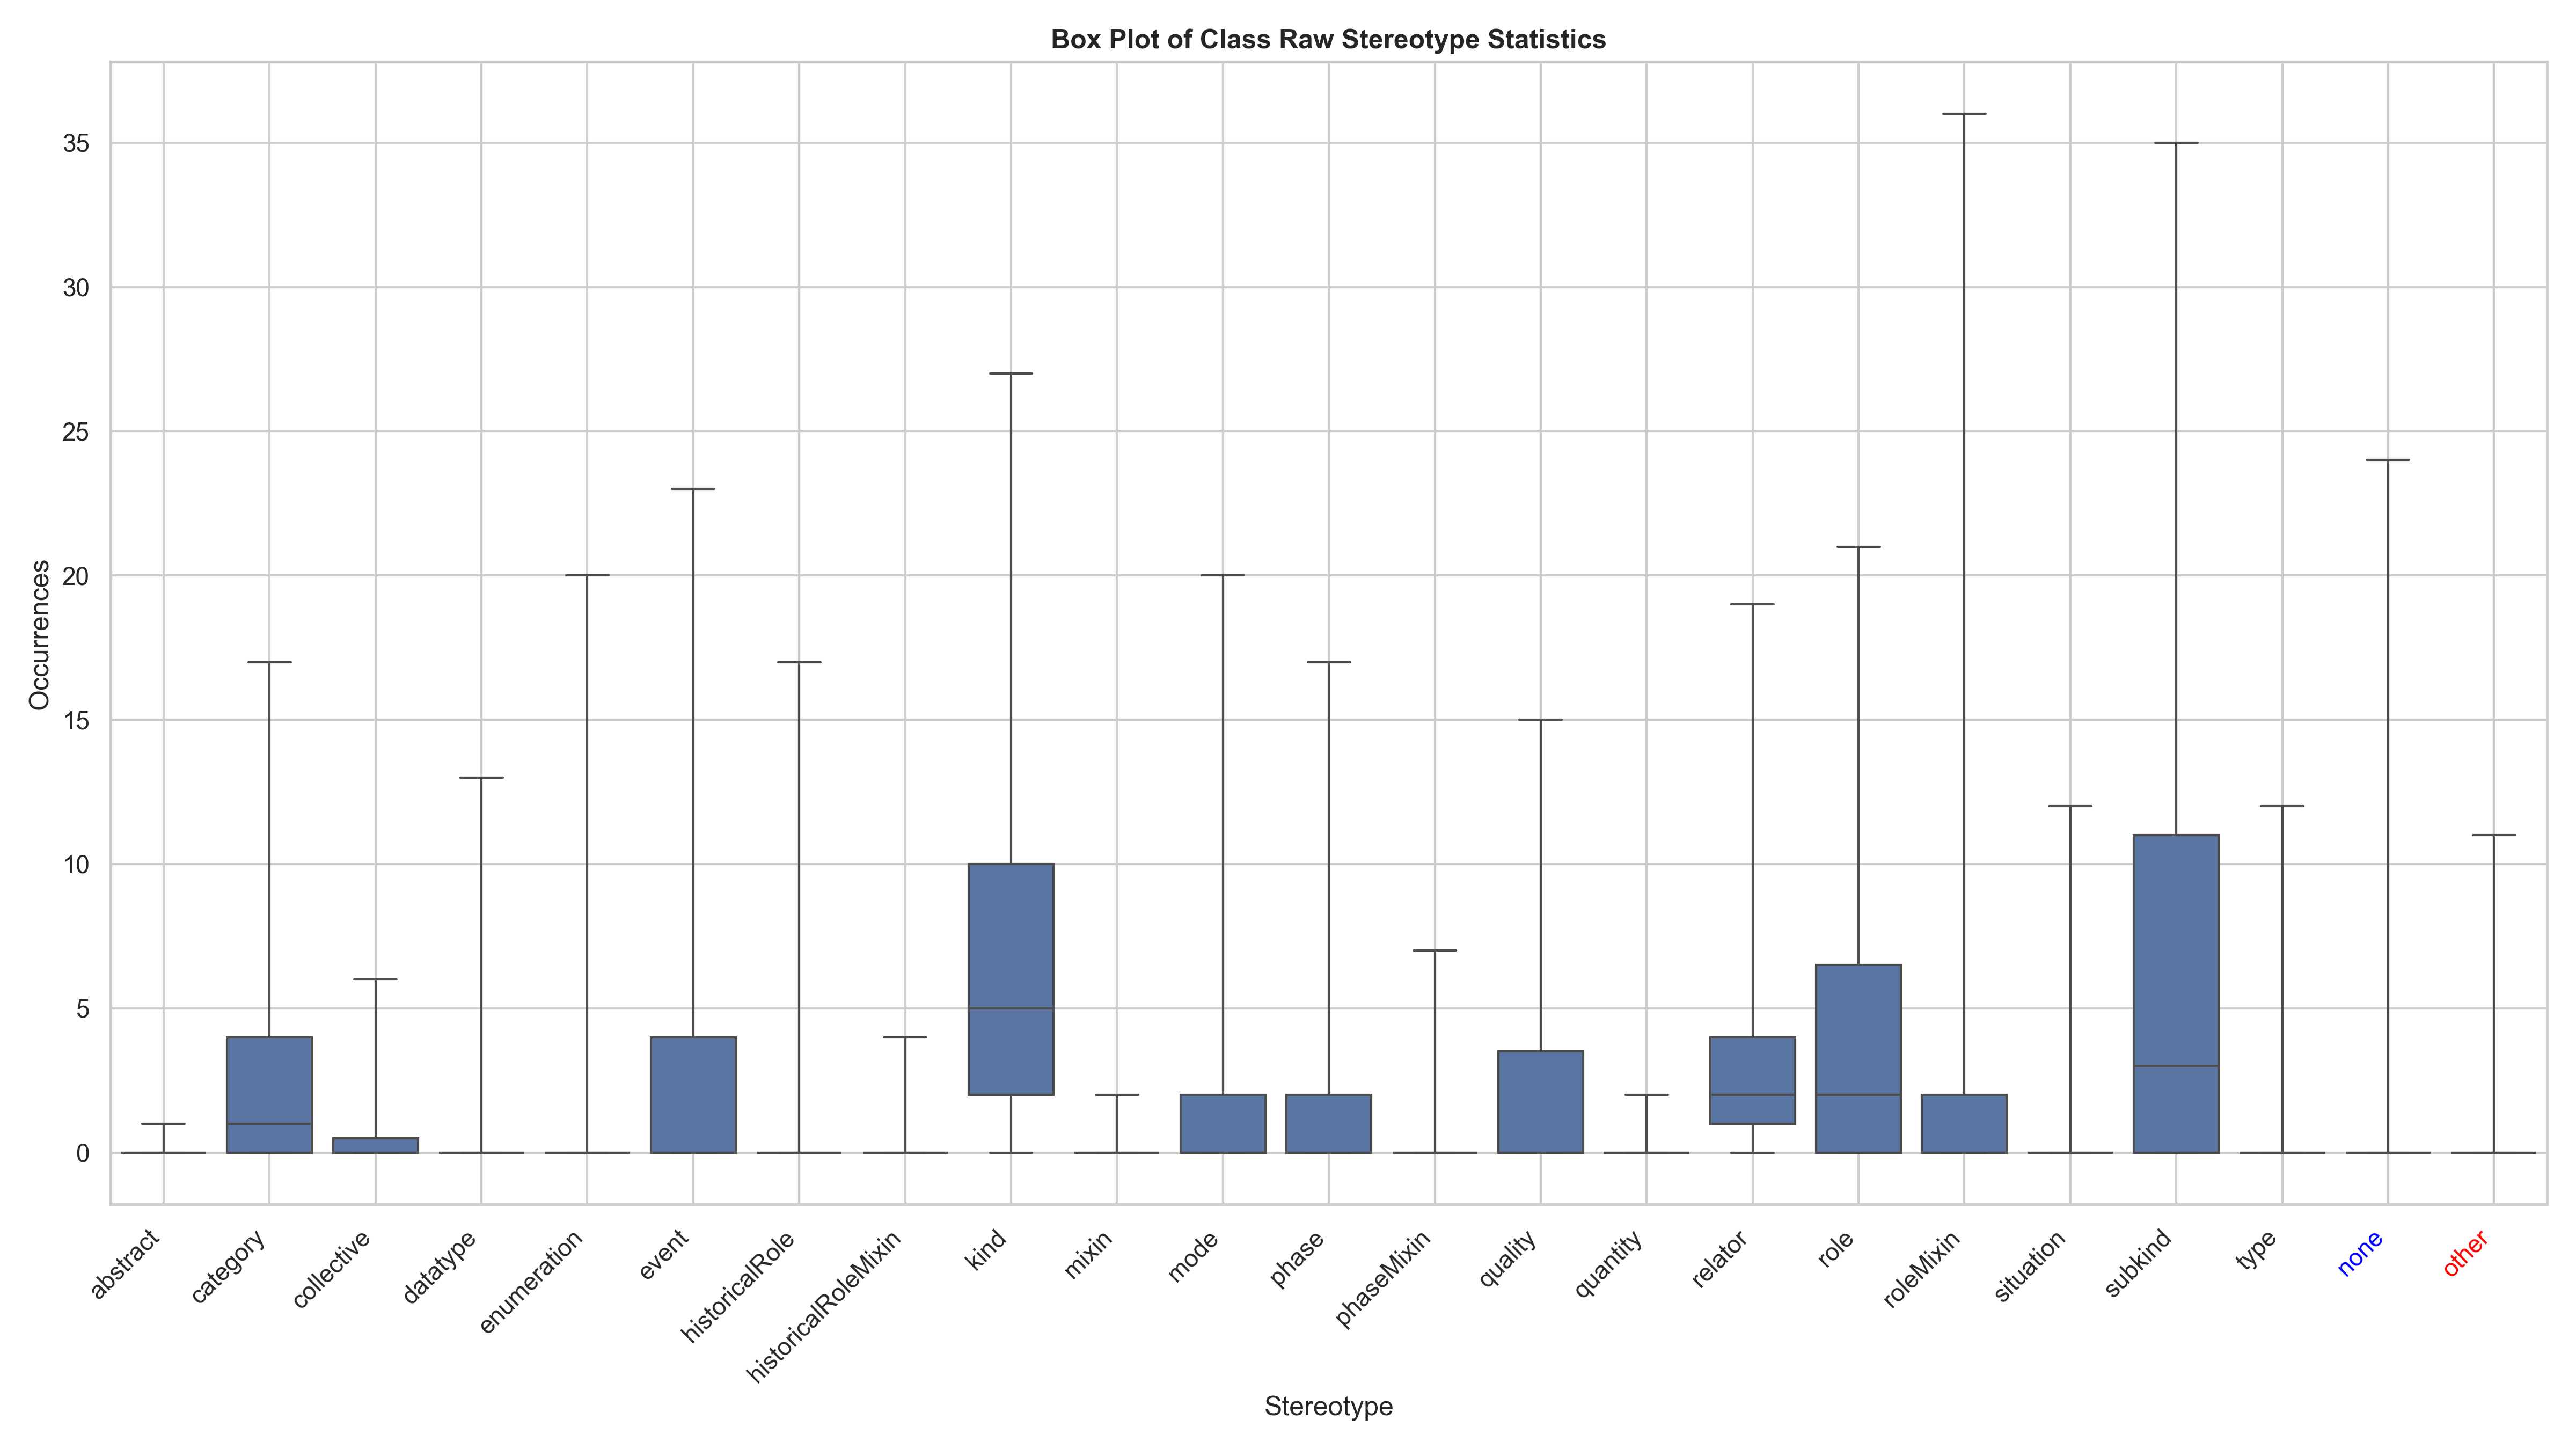 Box Plot of Class Raw Stereotype Statistics
Occurrences
35
30
25
20
15
10
5
0
abstract
category
collective
datatype
enumeration
event
historicalRole
historicalRoleMixin
kind
mixin
mode
phase
phaseMixin
quality
quantity
relator
role
roleMixin
situation
subkind
type
none
other
Stereotype